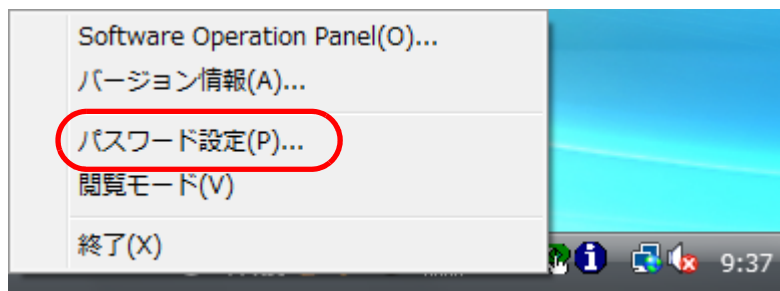 Software Operation Panel(O)...
バージョン情報(A)...
パスワード設定(P)...
閲覧モード(V)
終了(X)
9:37